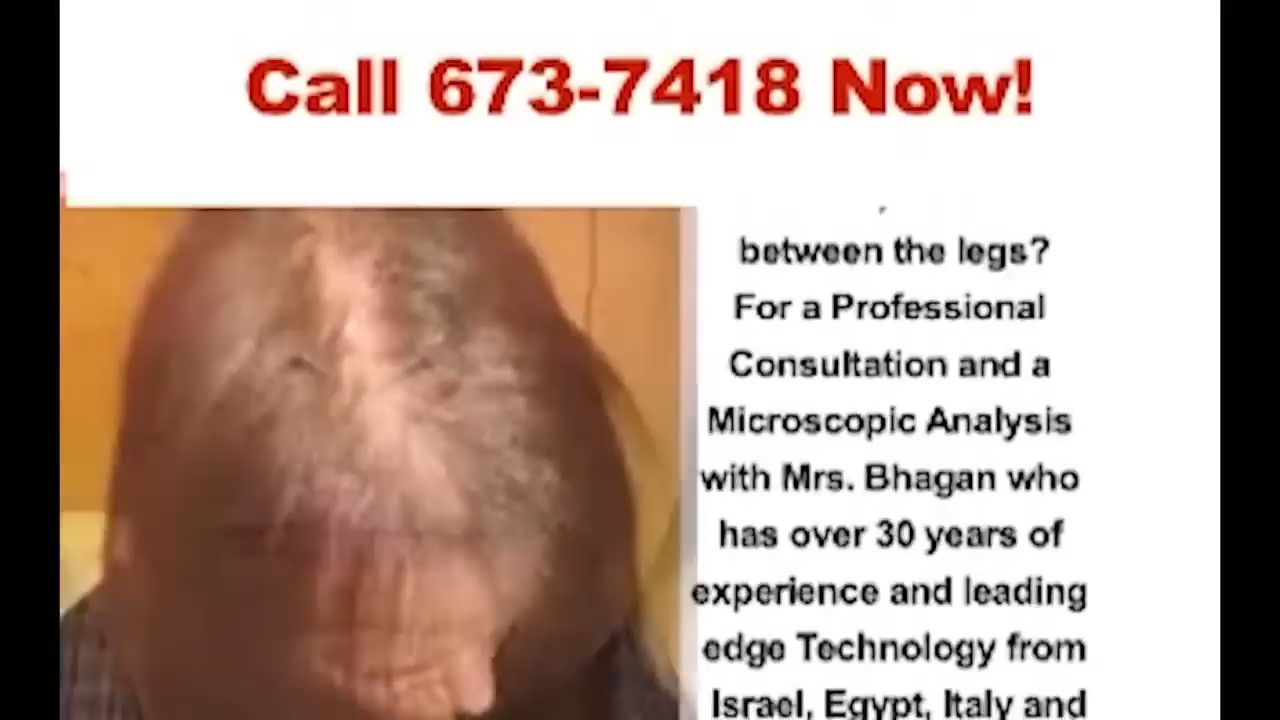 Call 673-7418 Now!
between the legs?
For a Professional
Consultation and a
Microscopic Analysis
with Mrs. Bhagan who
has over 30 years of
experience and leading
edge Technology from
Israel, Egypt, Italy and